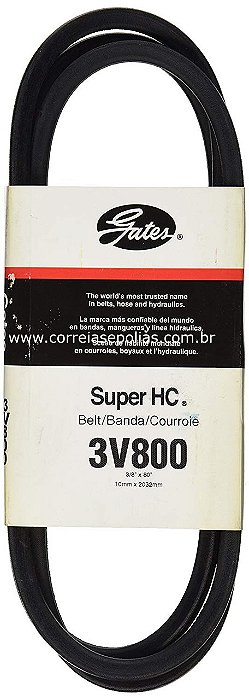 Gates®
The world's most trusted name
in belts, hose and hydraulics.
La marca más confiable del mundo
en bandas, mangueras y línea hidráulica.
www.correiasepolias.com.br
en courroies, boyaux et l'hydraulique.
Super HC®
Belt/Banda/Courroie
3V800
3/8" x 80"
10mm x 2032mm